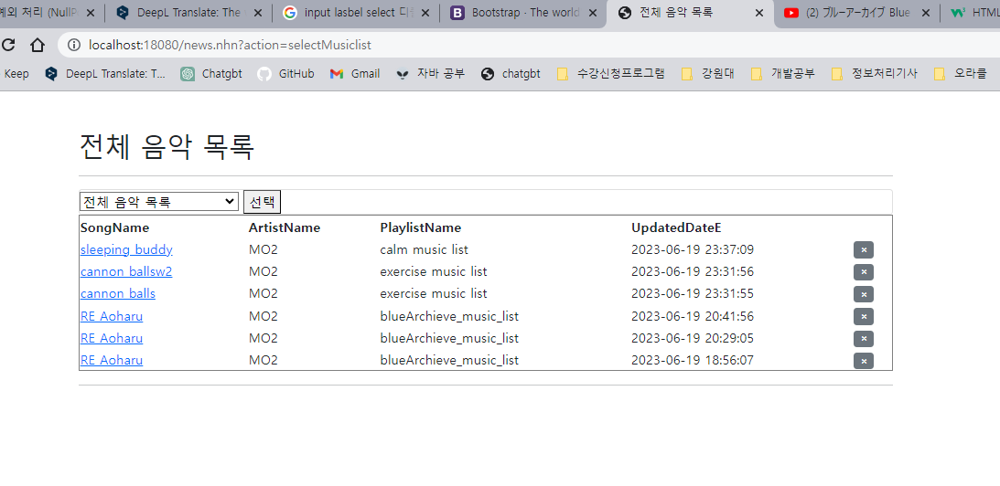 예외 처리 (NullP
DeepL Translate: The
input lasbel select 디
Bootstrap · The world
전체 음악 목록
(2) ブルーアーカイブ Blue
HTML
localhost:18080/news.nhn?action=selectMusiclist
Keep
DeepL Translate: T...
Chatgbt
GitHub
Gmail
자바 공부
chatgbt
수강신청프로그램
강원대
개발공부
정보처리기사
오라클
전체 음악 목록
전체 음악 목록 선택
SongName ArtistName PlaylistName UpdatedDateE
sleeping buddy MO2 calm music list 2023-06-19 23:37:09 ×
cannon ballsw2 MO2 exercise music list 2023-06-19 23:31:56 ×
cannon balls MO2 exercise music list 2023-06-19 23:31:55 ×
RE Aoharu MO2 blueArchieve_music_list 2023-06-19 20:41:56 ×
RE Aoharu MO2 blueArchieve_music_list 2023-06-19 20:29:05 ×
RE Aoharu MO2 blueArchieve_music_list 2023-06-19 18:56:07 ×